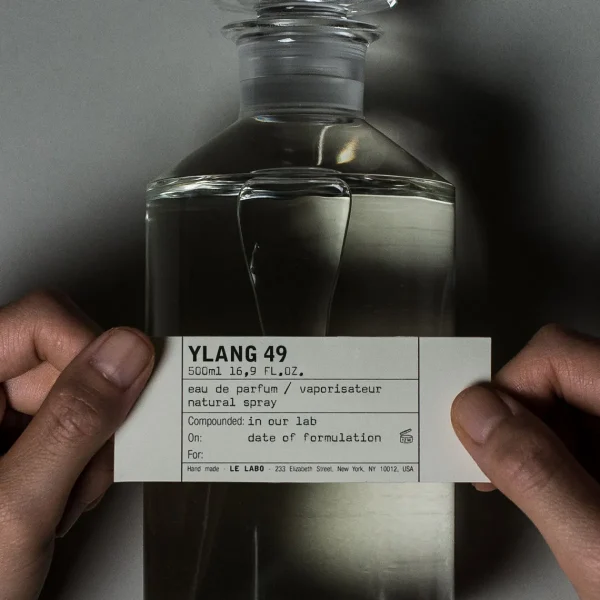 YLANG 49
500ml 16,9 FL.OZ.
eau de parfum / vaporisateur
natural spray
Compounded: in our lab
On: date of formulation
For:
Hand made - LE LABO - 233 Elizabeth Street, New York, NY 10012, USA